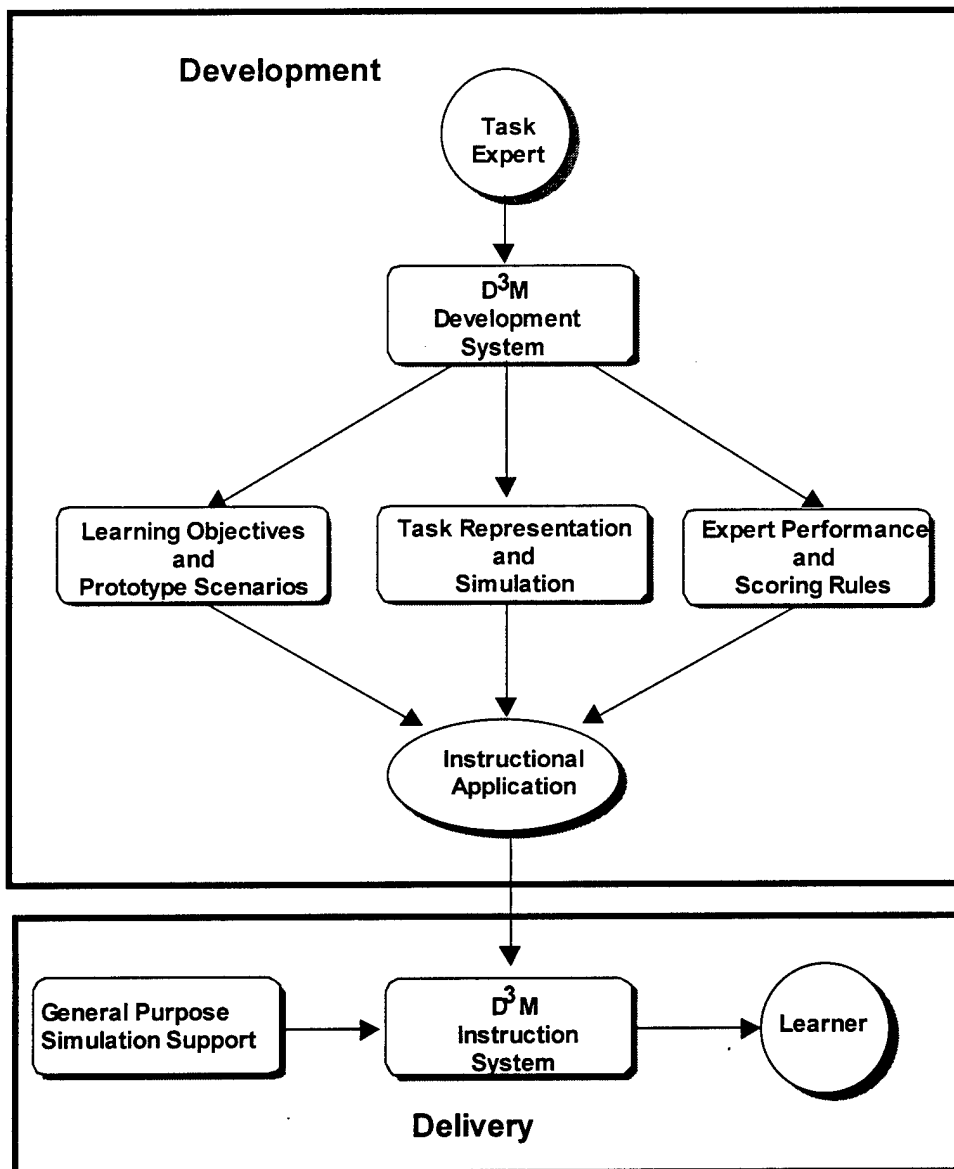 Development
Task
Expert
D³M
Development
System
Learning Objectives
and
Prototype Scenarios
Task Representation
and
Simulation
Expert Performance
and
Scoring Rules
Instructional
Application
General Purpose
Simulation Support
D³M
Instruction
System
Learner
Delivery